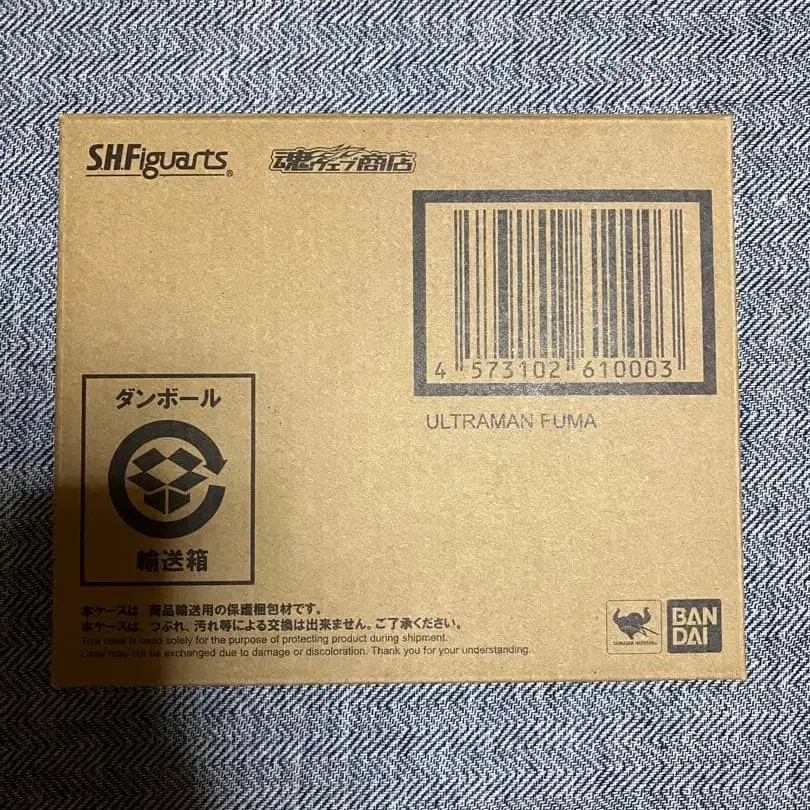 S.H.Figuarts®
魂ウェブ商店
4 573102 610003
ULTRAMAN FUMA
ダンボール
輸送箱
本ケースは、商品輸送用の保護梱包材です。
本ケースは、つぶれ、汚れ等による交換は出来ません。ご了承ください。
This case is used solely for the purpose of protecting product during shipment.
Case may not be exchanged due to damage or discoloration. Thank you for your understanding.
TAMASHII NATIONS
BAN
DAI